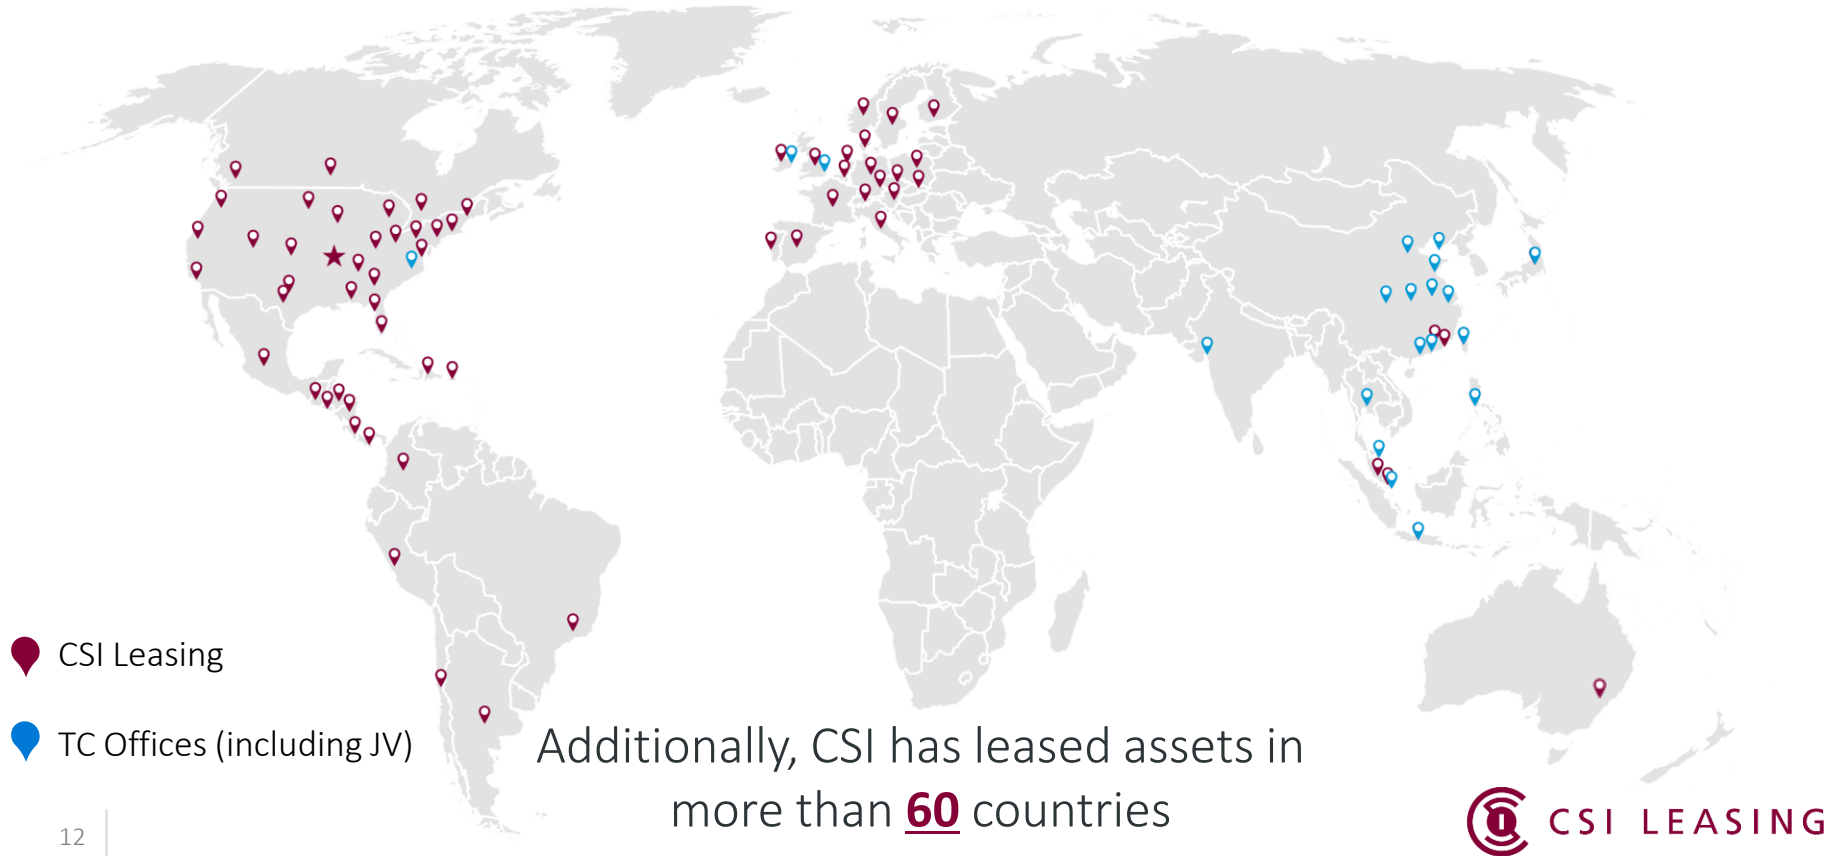 CSI Leasing
TC Offices (including JV)
Additionally, CSI has leased assets in
more than 60 countries
12
CSI LEASING